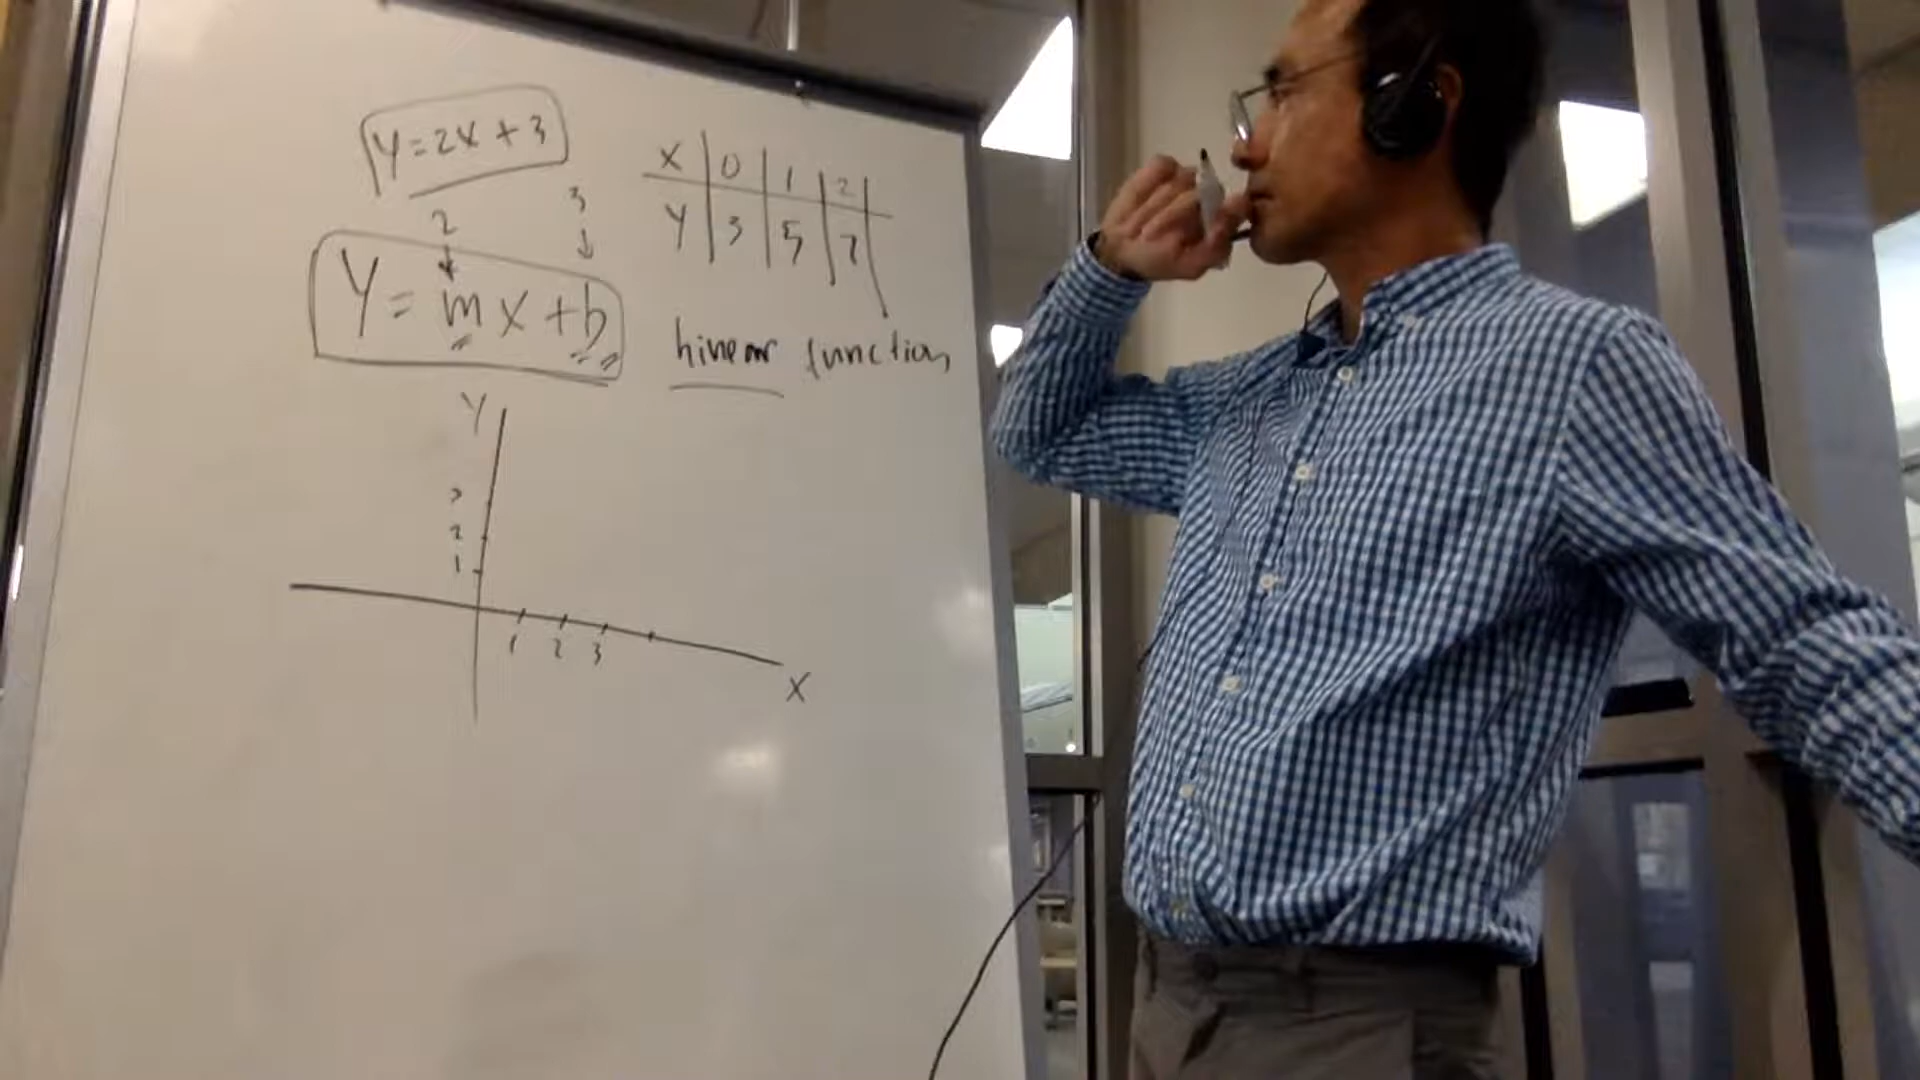 y=2x+3
2 3
Y = mx+b
X 0 1 2
Y 3 5 7
Linear function
Y
3
2
1
1 2 3
X